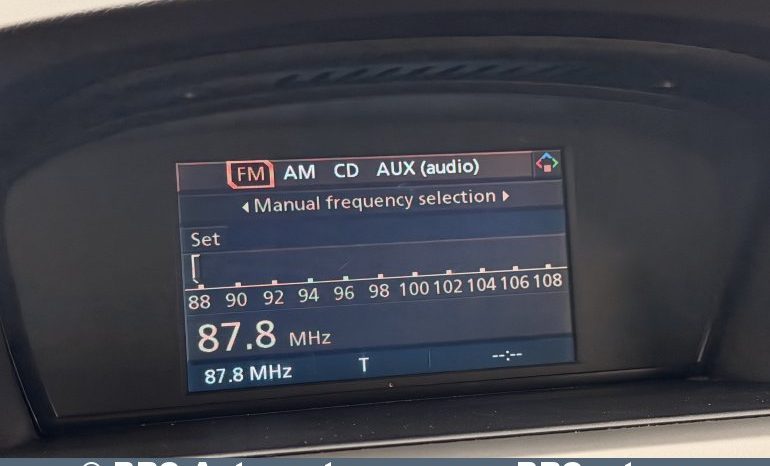 FM AM CD AUX (audio)
Manual frequency selection
Set
88 90 92 94 96 98 100 102 104 106 108
87.8 MHz
87.8 MHz T --:--